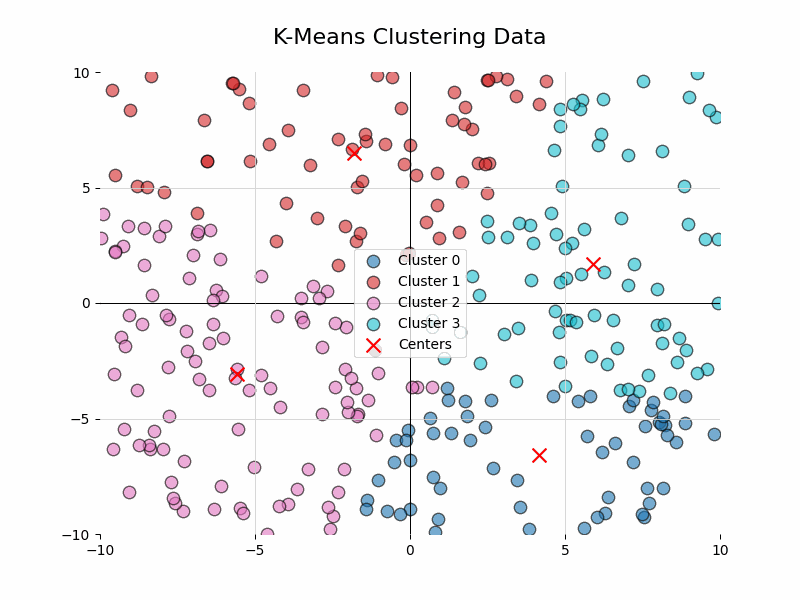 K-Means Clustering Data
10
5
0
−5
−10
Cluster 0
Cluster 1
Cluster 2
Cluster 3
Centers
−10 −5 0 5 10